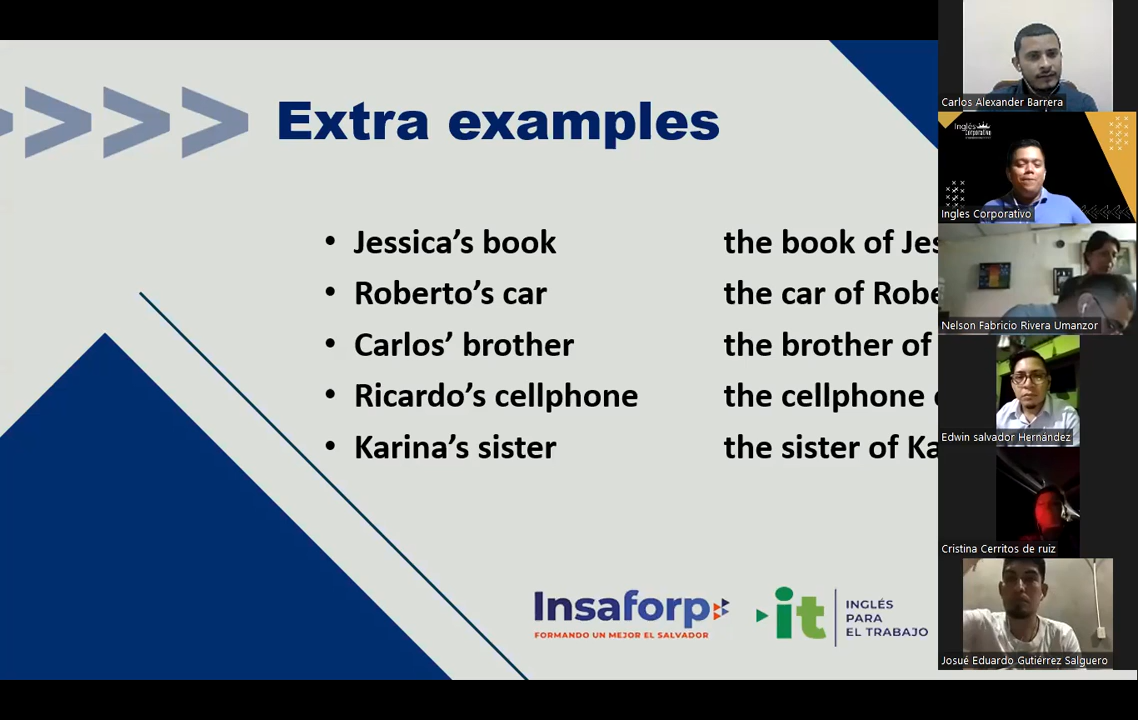 Extra examples
• Jessica’s book the book of Jes
• Roberto’s car the car of Robe
• Carlos’ brother the brother of
• Ricardo’s cellphone the cellphone
• Karina’s sister the sister of Ka
Insaforp
FORMANDO UN MEJOR EL SALVADOR
it
INGLÉS
PARA
EL TRABAJO
Carlos Alexander Barrera
Inglés
Corporativo
Ingles Corporativo
Nelson Fabricio Rivera Umanzor
Edwin salvador Hernández
Cristina Cerritos de ruiz
Josué Eduardo Gutiérrez Salguero